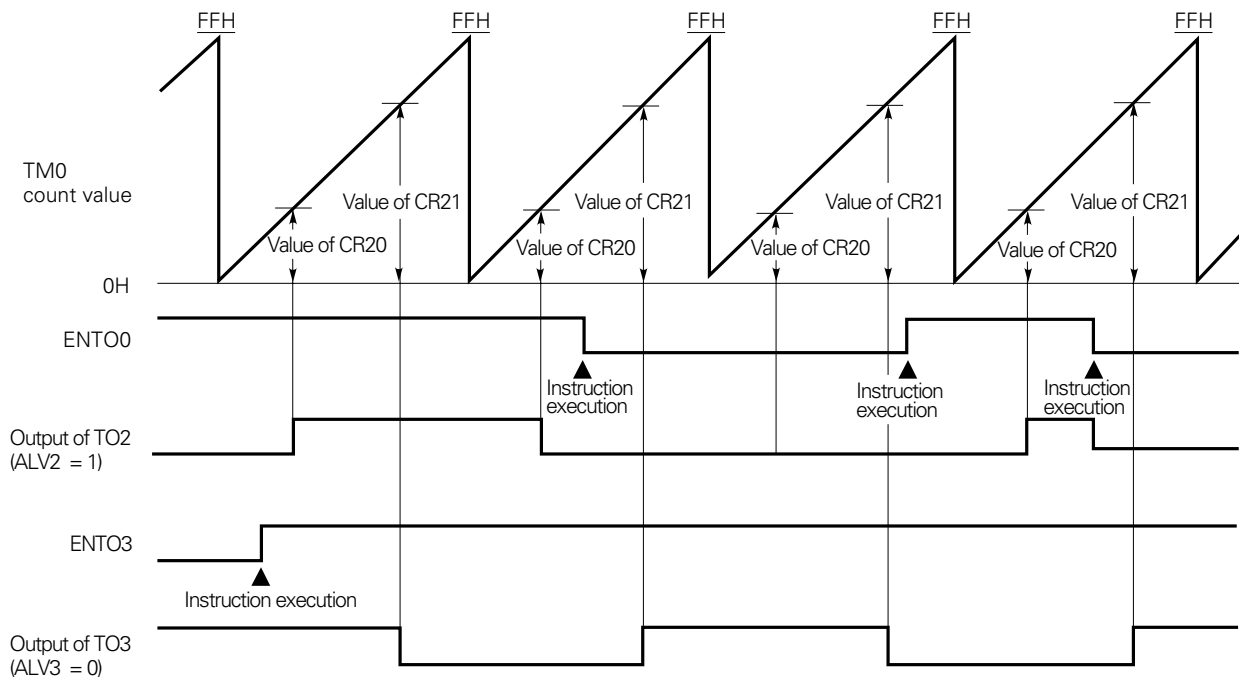 FFH
FFH
FFH
FFH
FFH
TM0
count value
Value of CR21
Value of CR21
Value of CR21
Value of CR21
Value of CR20
Value of CR20
Value of CR20
Value of CR20
0H
ENTO0
Instruction
execution
Instruction
execution
Instruction
execution
Output of TO2
(ALV2 = 1)
ENTO3
Instruction execution
Output of TO3
(ALV3 = 0)